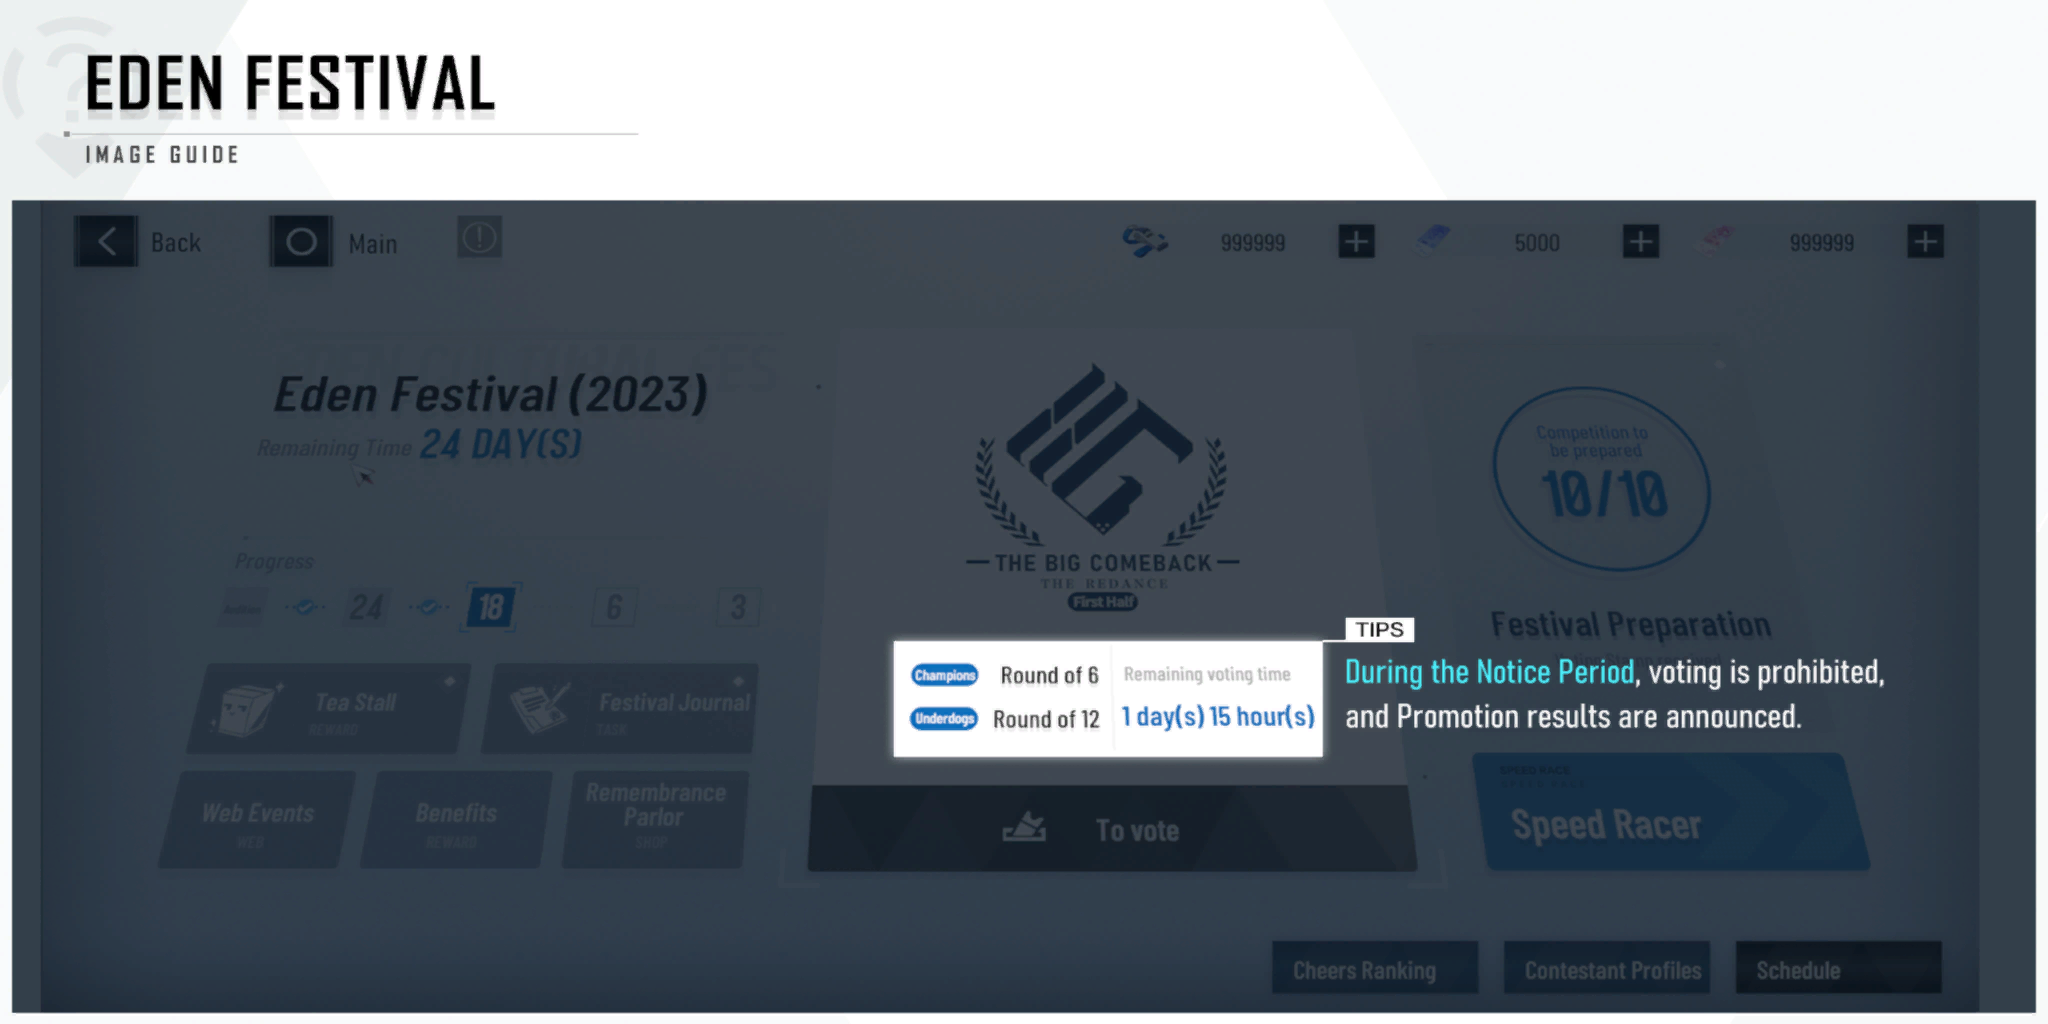 EDEN FESTIVAL
IMAGE GUIDE
Back
Main
999999
5000
999999
Eden Festival (2023)
Remaining Time 24 DAY(S)
Progress
24
18
6
3
Tea Stall
REWARD
Festival Journal
TASK
Web Events
WEB
Benefits
REWARD
Remembrance
Parlor
SHOP
THE BIG COMEBACK
THE REDANCE
First Half
Champions Round of 6
Underdogs Round of 12
Remaining voting time
1 day(s) 15 hour(s)
To vote
Competition to
be prepared
10/10
Festival Preparation
TIPS
During the Notice Period, voting is prohibited,
and Promotion results are announced.
SPEED RACE
Speed Racer
Cheers Ranking
Contestant Profiles
Schedule